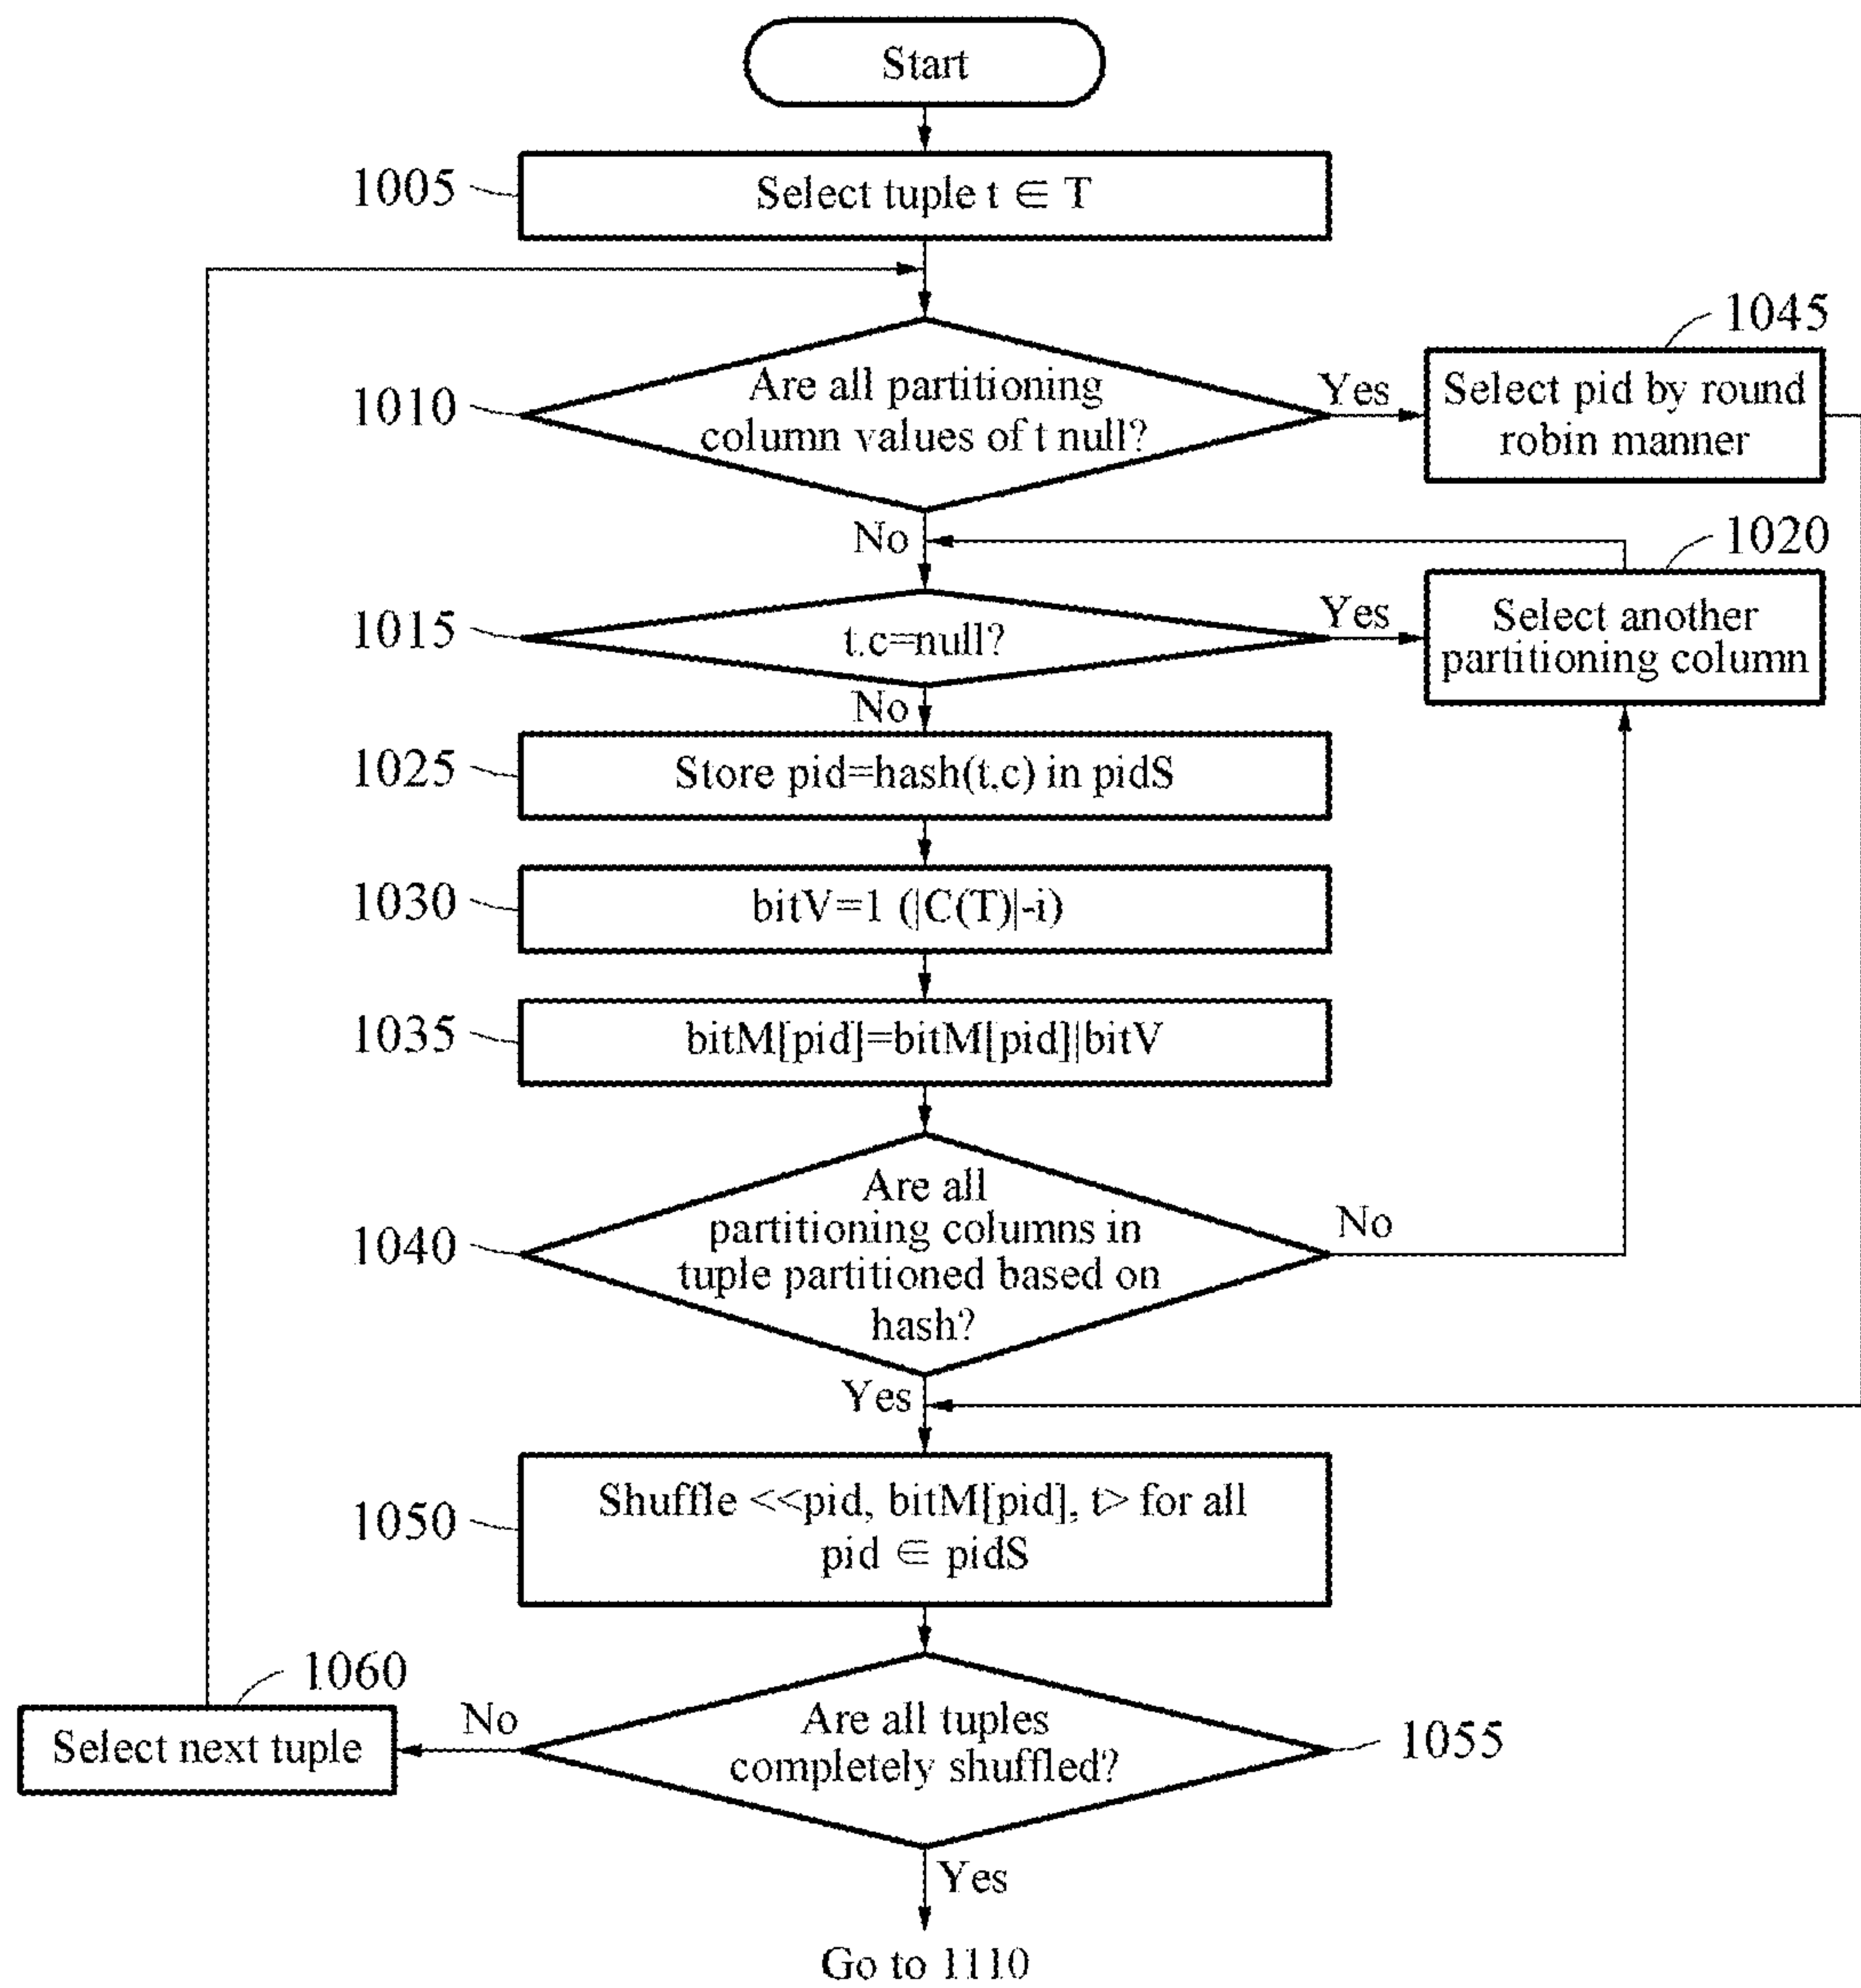 Start
1005
Select tuple t ∈ T
1045
1010
Are all partitioning
column values of t null?
Yes
Select pid by round
robin manner
No
1020
1015
t.c=null?
Yes
Select another
partitioning column
No
1025
Store pid=hash(t.c) in pidS
1030
bitV=1 (|C(T)|-i)
1035
bitM[pid]=bitM[pid]|bitV
1040
Are all
partitioning columns in
tuple partitioned based on
hash?
No
Yes
1050
Shuffle <<pid, bitM[pid], t> for all
pid ∈ pidS
1060
Select next tuple
No
Are all tuples
completely shuffled?
1055
Yes
Go to 1110